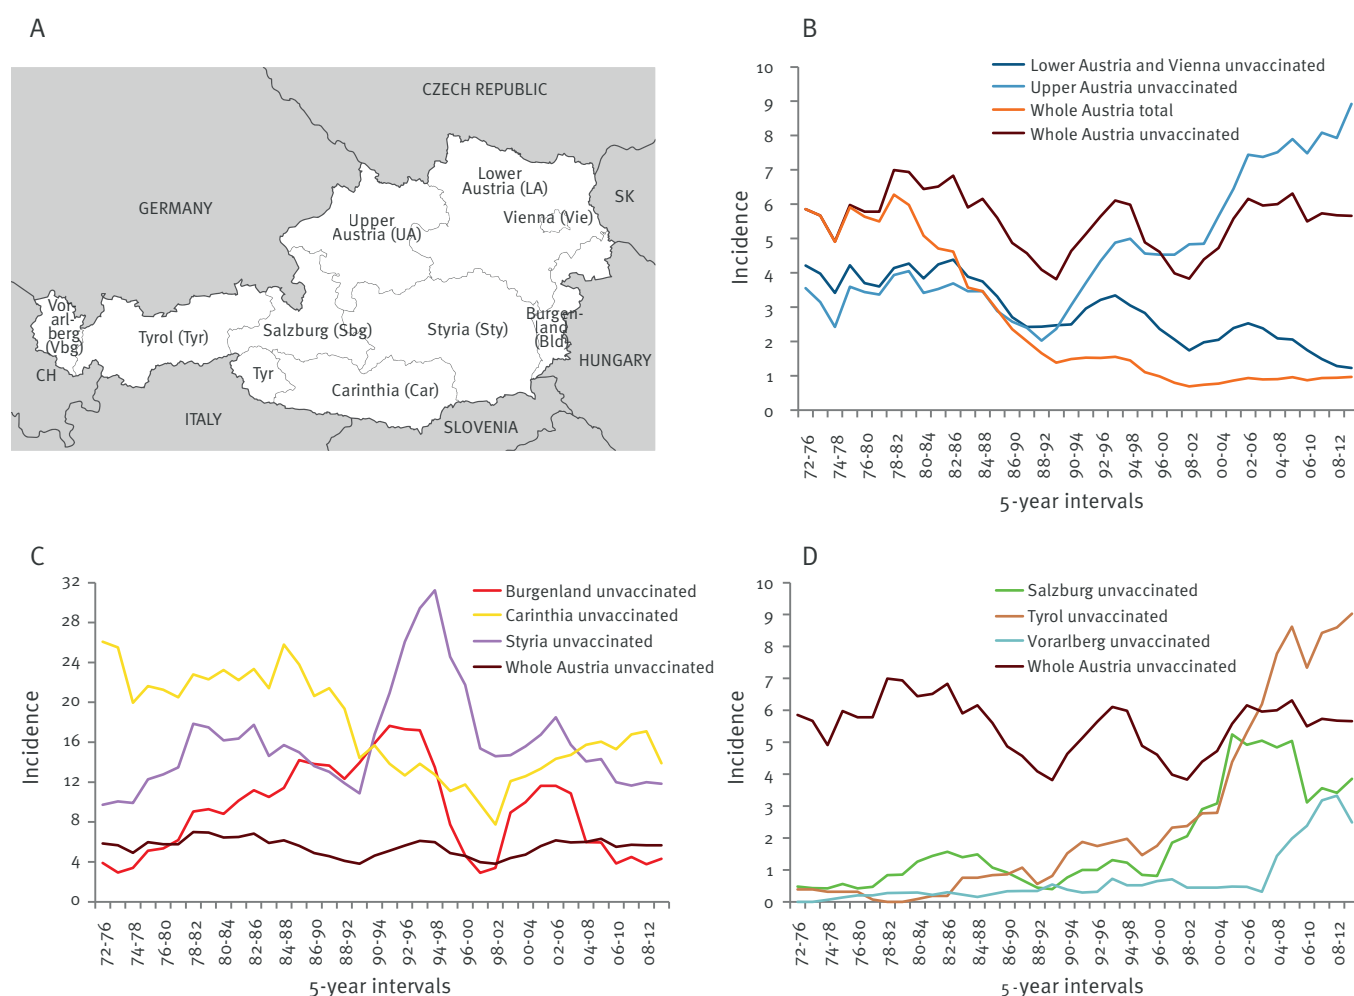 A
CZECH REPUBLIC
GERMANY
Lower
Austria (LA)
SK
Upper
Austria (UA)
Vienna (Vie)
Vor-
arl-
berg
(Vbg)
Tyrol (Tyr)
Salzburg (Sbg)
Styria (Sty)
Burgen-
land
(Bld)
CH
Tyr
Carinthia (Car)
HUNGARY
ITALY
SLOVENIA
B
Lower Austria and Vienna unvaccinated
Upper Austria unvaccinated
Whole Austria total
Whole Austria unvaccinated
Incidence
10
9
8
7
6
5
4
3
2
1
0
72-76
74-78
76-80
78-82
80-84
82-86
84-88
86-90
88-92
90-94
92-96
94-98
96-00
98-02
00-04
02-06
04-08
06-10
08-12
5-year intervals
C
Burgenland unvaccinated
Carinthia unvaccinated
Styria unvaccinated
Whole Austria unvaccinated
Incidence
32
28
24
20
16
12
8
4
0
72-76
74-78
76-80
78-82
80-84
82-86
84-88
86-90
88-92
90-94
92-96
94-98
96-00
98-02
00-04
02-06
04-08
06-10
08-12
5-year intervals
D
Salzburg unvaccinated
Tyrol unvaccinated
Vorarlberg unvaccinated
Whole Austria unvaccinated
Incidence
10
9
8
7
6
5
4
3
2
1
0
72-76
74-78
76-80
78-82
80-84
82-86
84-88
86-90
88-92
90-94
92-96
94-98
96-00
98-02
00-04
02-06
04-08
06-10
08-12
5-year intervals